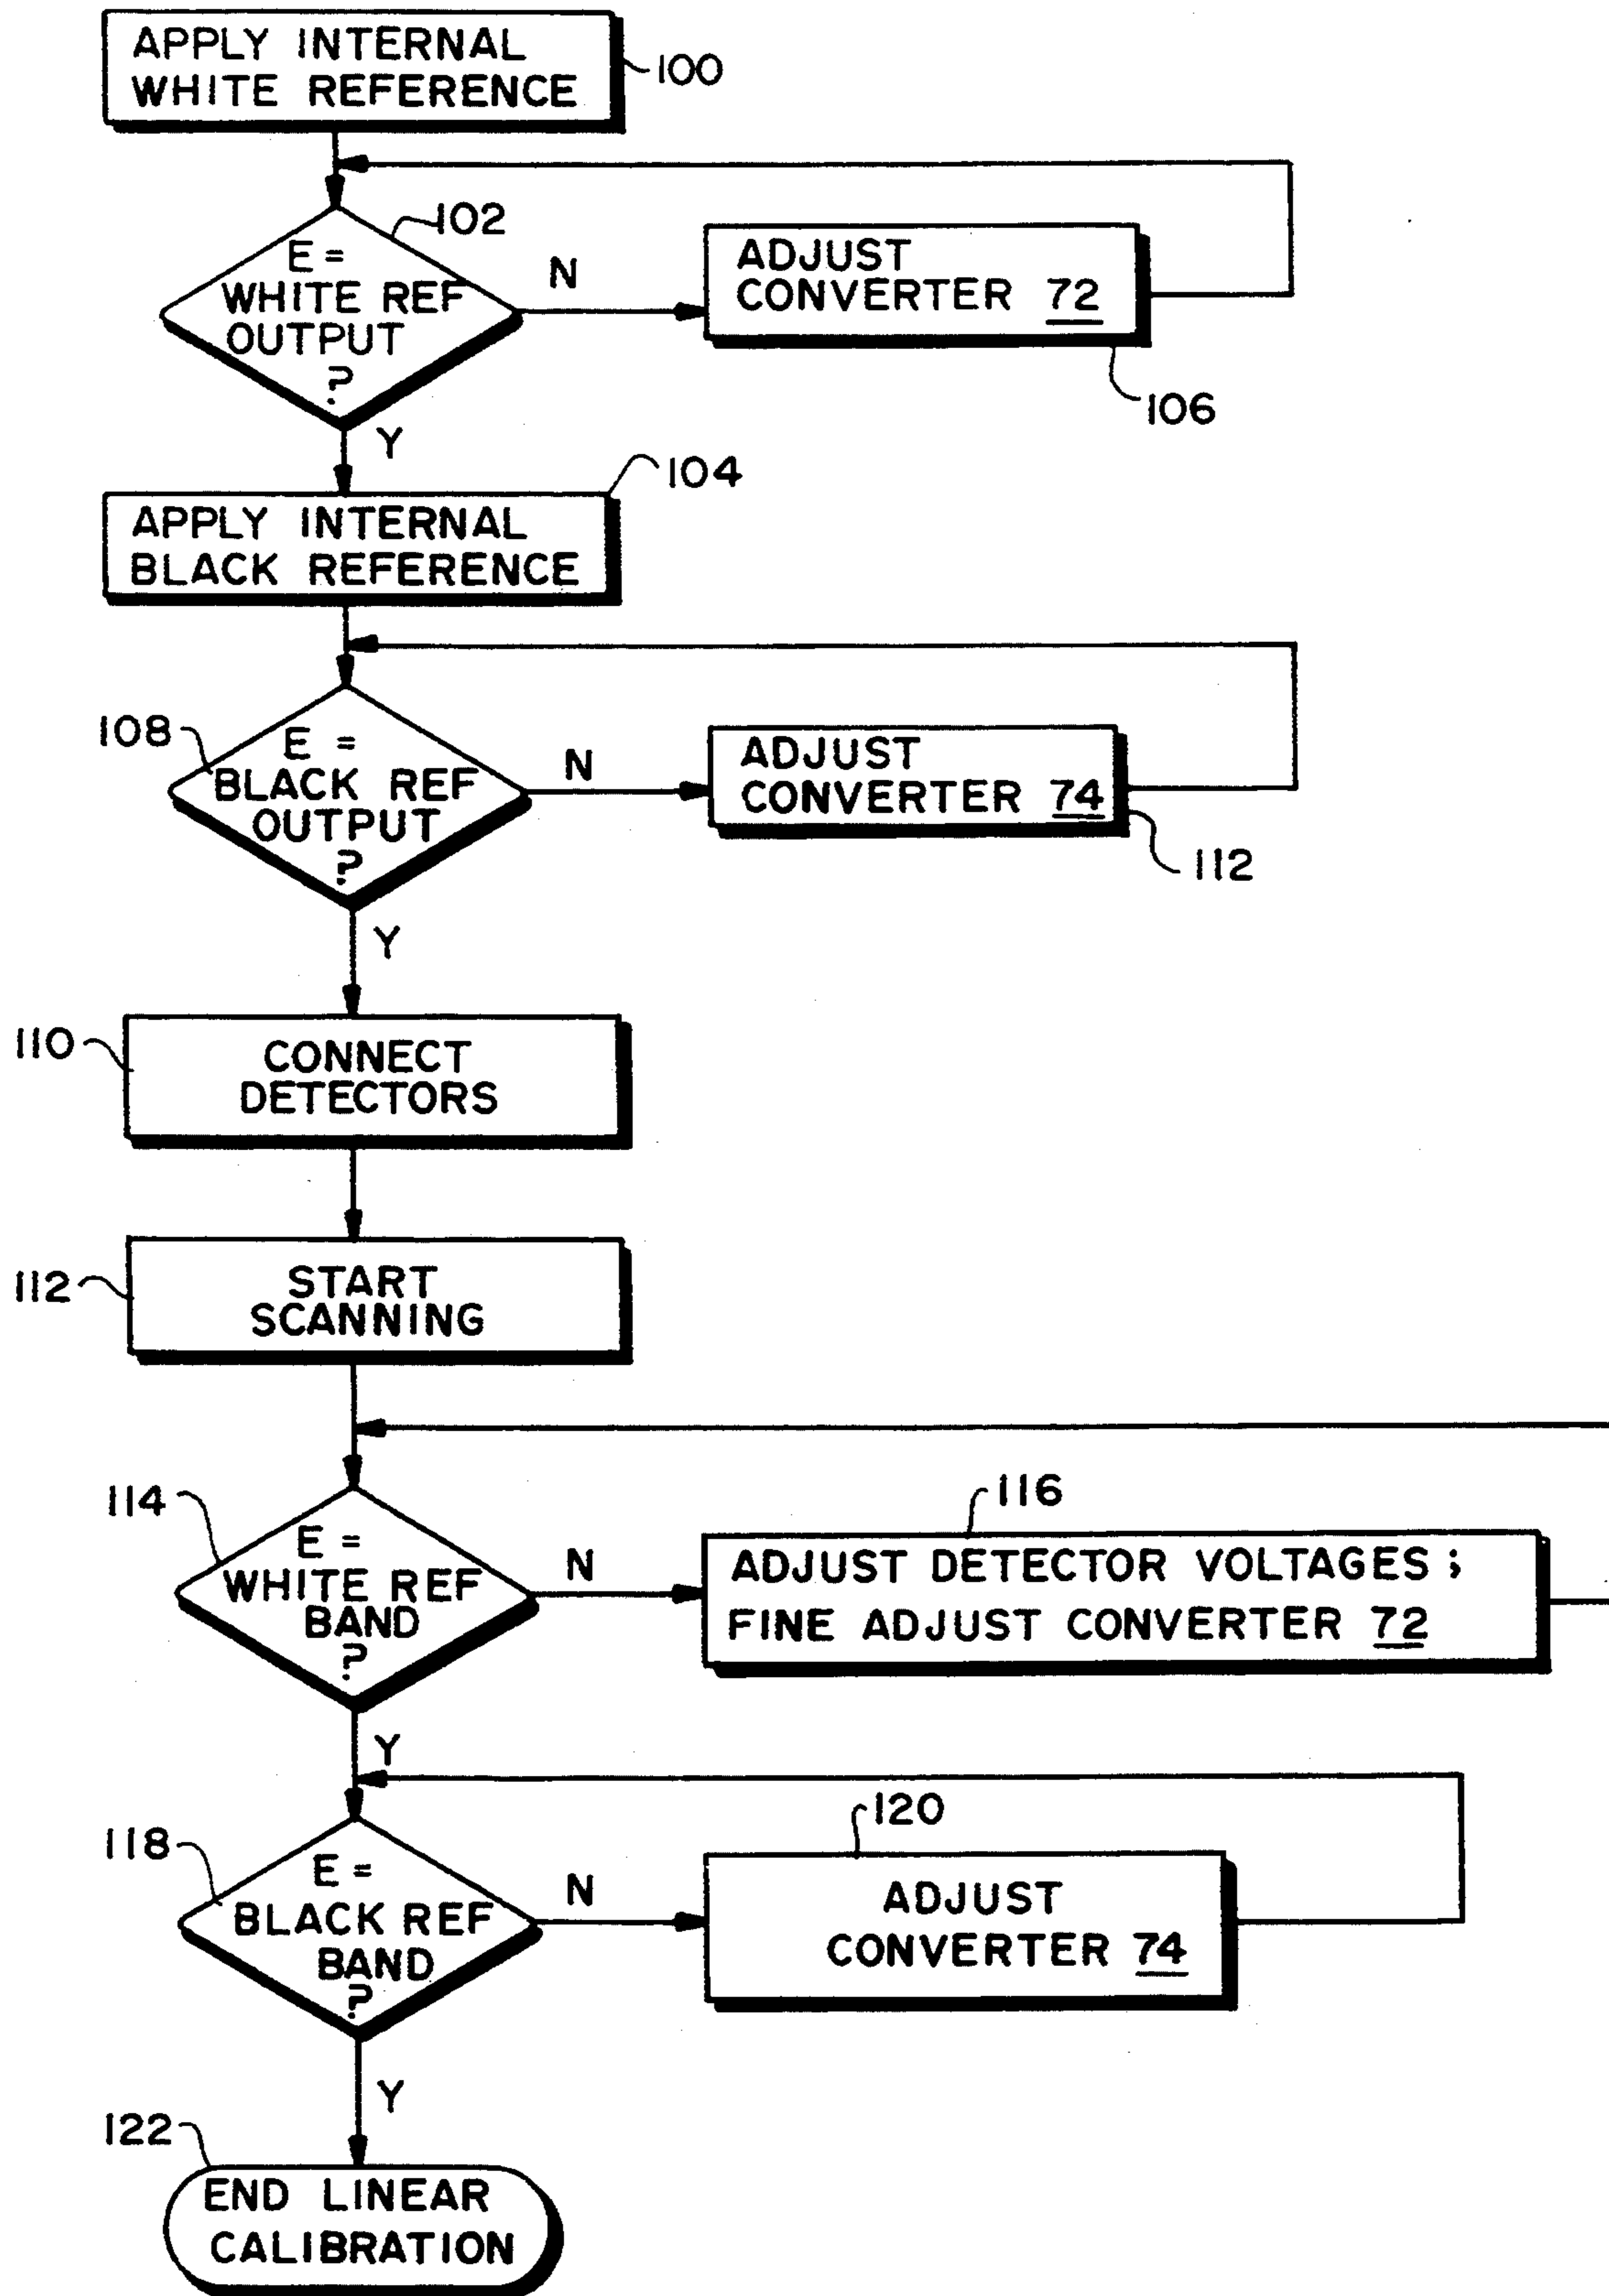 APPLY INTERNAL
WHITE REFERENCE
100
102
E =
WHITE REF
OUTPUT
?
N
ADJUST
CONVERTER 72
106
Y
104
APPLY INTERNAL
BLACK REFERENCE
108
E =
BLACK REF
OUTPUT
?
N
ADJUST
CONVERTER 74
112
Y
110
CONNECT
DETECTORS
112
START
SCANNING
114
E =
WHITE REF
BAND
?
N
116
ADJUST DETECTOR VOLTAGES ;
FINE ADJUST CONVERTER 72
Y
118
E =
BLACK REF
BAND
?
N
120
ADJUST
CONVERTER 74
Y
122
END LINEAR
CALIBRATION